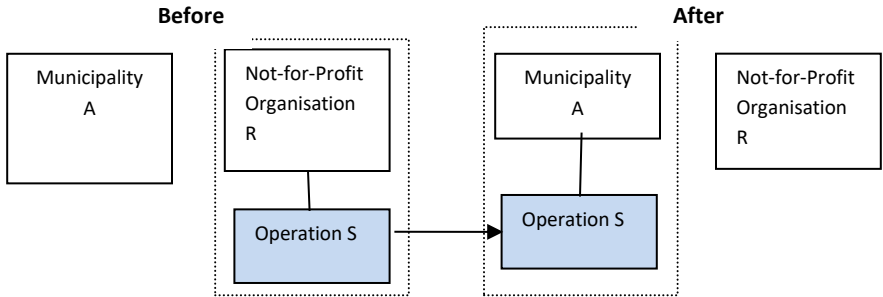 Before
After
Municipality
A
Not-for-Profit
Organisation
R
Municipality
A
Not-for-Profit
Organisation
R
Operation S
Operation S